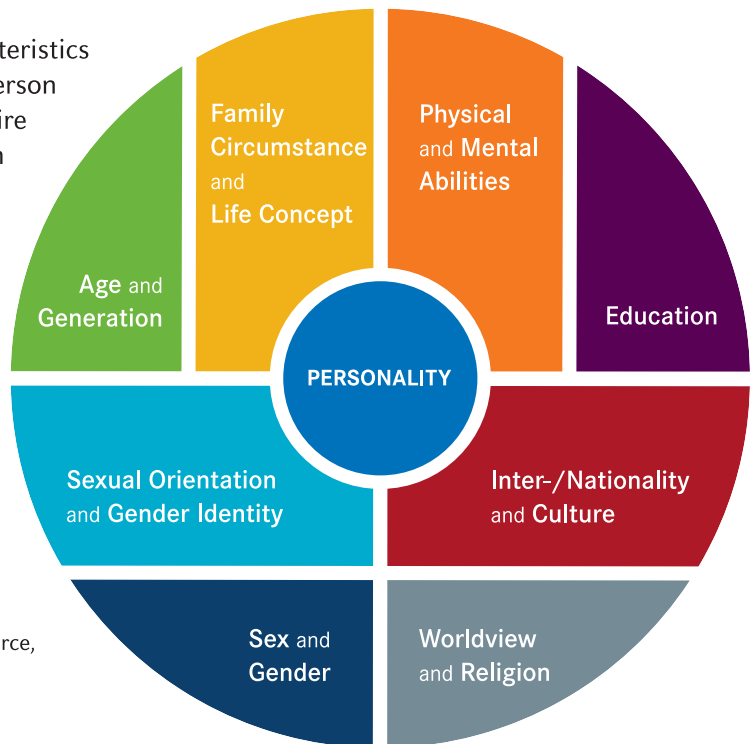 Family
Circumstance
and
Life Concept
Physical
and Mental
Abilities
Age and
Generation
Education
PERSONALITY
Sexual Orientation
and Gender Identity
Inter-/Nationality
and Culture
Sex and
Gender
Worldview
and Religion